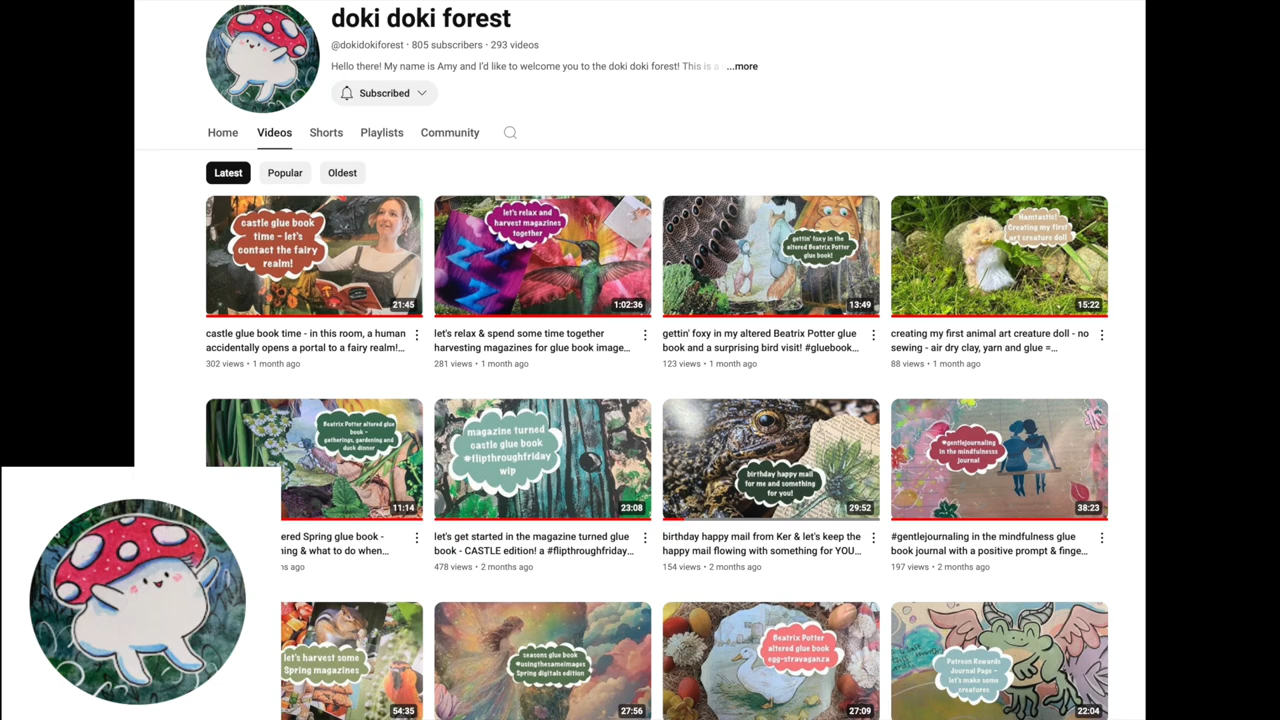 doki doki forest
@dokidokiforest · 805 subscribers · 293 videos
Hello there! My name is Amy and I'd like to welcome you to the doki doki forest! This is a ...more
Subscribed
Home Videos Shorts Playlists Community
Latest Popular Oldest
castle glue book
time - let's
contact the fairy
realm!
21:45
let's relax and
harvest magazines
together
1:02:36
gettin' foxy in the
altered Beatrix Potter
glue book!
13:49
Hamtastic!
Creating my first
art creature doll
15:22
castle glue book time - in this room, a human
accidentally opens a portal to a fairy realm!...
302 views • 1 month ago
let's relax & spend some time together
harvesting magazines for glue book image...
281 views • 1 month ago
gettin' foxy in my altered Beatrix Potter glue
book and a surprising bird visit! #gluebook...
123 views • 1 month ago
creating my first animal art creature doll - no
sewing - air dry clay, yarn and glue =...
88 views • 1 month ago
Beatrix Potter altered glue
book -
gatherings, gardening and
duck dinner
11:14
magazine turned
castle glue book
#flipthroughfriday
wip
23:08
birthday happy mail
for me and something
for you!
29:52
#gentlejournaling
in the mindfulnesss
journal
38:23
ered Spring glue book -
ning & what to do when...
hs ago
let's get started in the magazine turned glue
book - CASTLE edition! a #flipthroughfriday...
478 views • 2 months ago
birthday happy mail from Ker & let's keep the
happy mail flowing with something for YOU...
154 views • 2 months ago
#gentlejournaling in the mindfulness glue
book journal with a positive prompt & finge...
197 views • 2 months ago
let's harvest some
Spring magazines
54:35
seasons glue book
#usingthesameimages
Spring digitals edition
27:56
Beatrix Potter
altered glue book
egg-stravaganza
27:09
Patreon Rewards
Journal Page -
let's make some
creatures
22:04